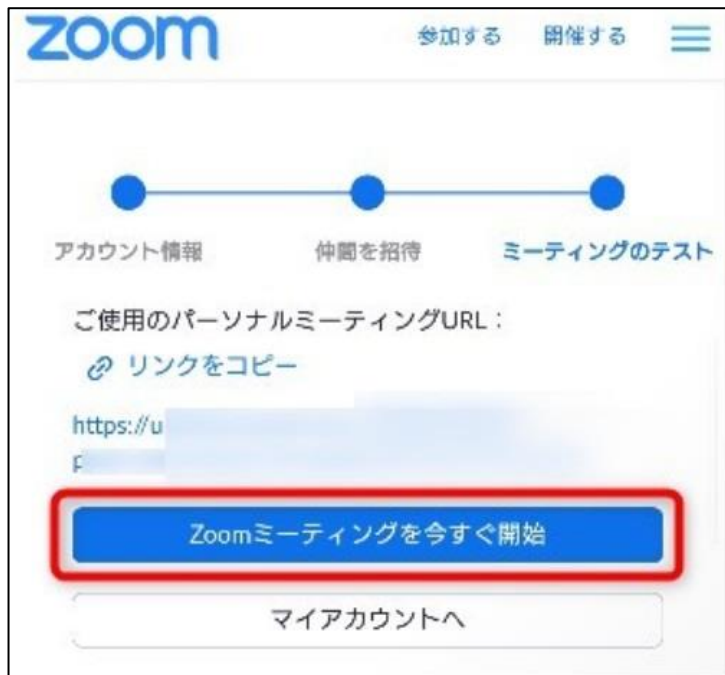 zoom
参加する 開催する
アカウント情報 仲間を招待 ミーティングのテスト
ご使用のパーソナルミーティングURL：
リンクをコピー
https://u
p
Zoomミーティングを今すぐ開始
マイアカウントへ